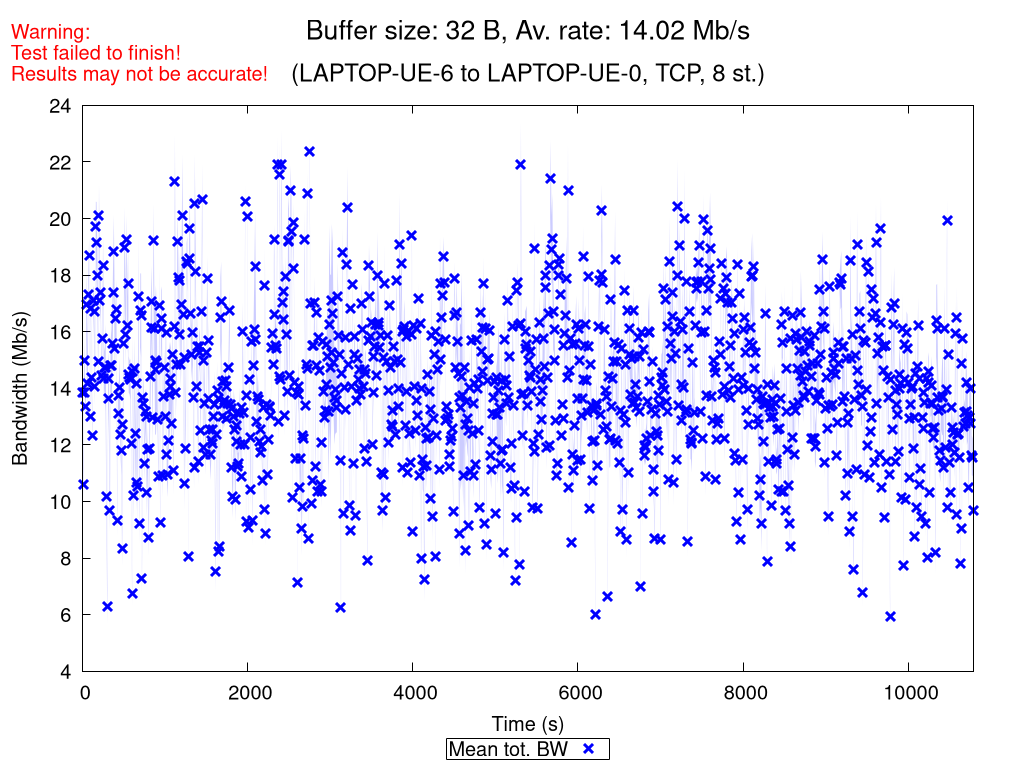 Warning:
Test failed to finish!
Results may not be accurate!
Buffer size: 32 B, Av. rate: 14.02 Mb/s
(LAPTOP-UE-6 to LAPTOP-UE-0, TCP, 8 st.)
24
22
20
18
16
14
12
10
8
6
4
Bandwidth (Mb/s)
0 2000 4000 6000 8000 10000
Time (s)
Mean tot. BW